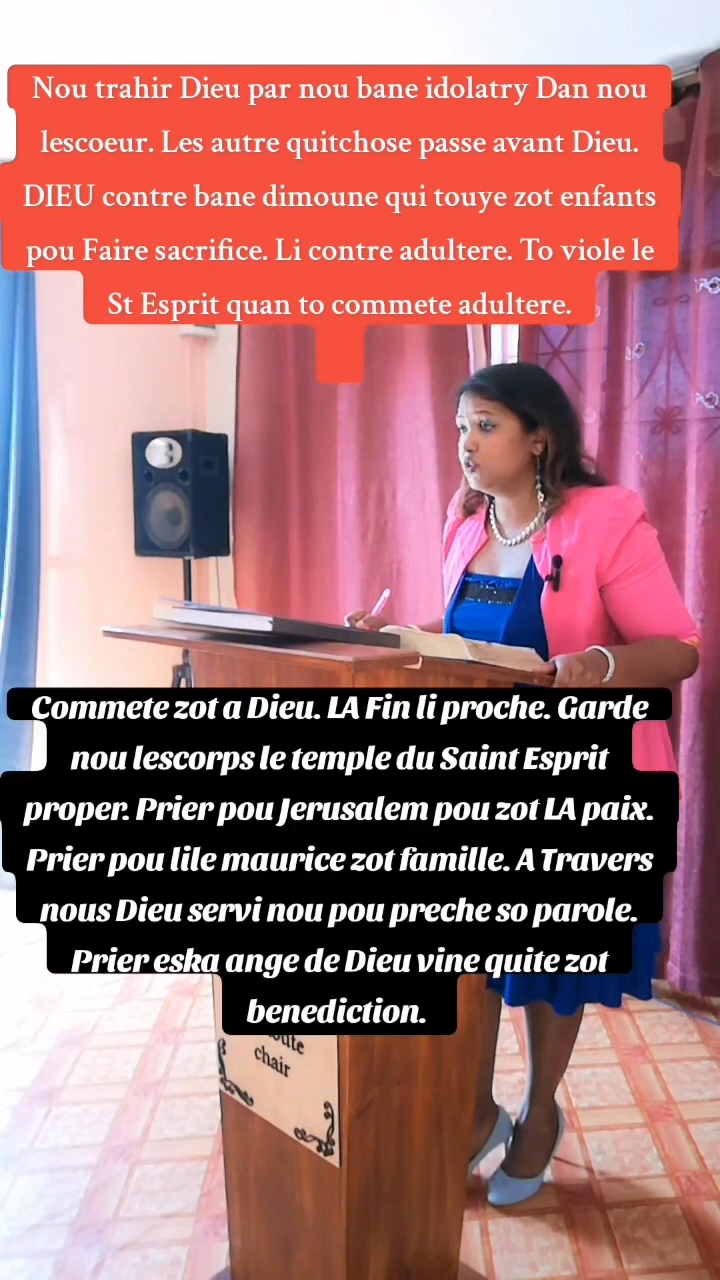 Nou trahir Dieu par nou bane idolatry Dan nou
lescoeur. Les autre quitchose passe avant Dieu.
DIEU contre bane dimoune qui touye zot enfants
pou Faire sacrifice. Li contre adultere. To viole le
St Esprit quan to commete adultere.
Commete zot a Dieu. LA Fin li proche. Garde
nou lescorps le temple du Saint Esprit
proper. Prier pou Jerusalem pou zot LA paix.
Prier pou lile maurice zot famille. A Travers
nous Dieu servi nou pou preche so parole.
Prier eska ange de Dieu vine quite zot
benediction.
chair